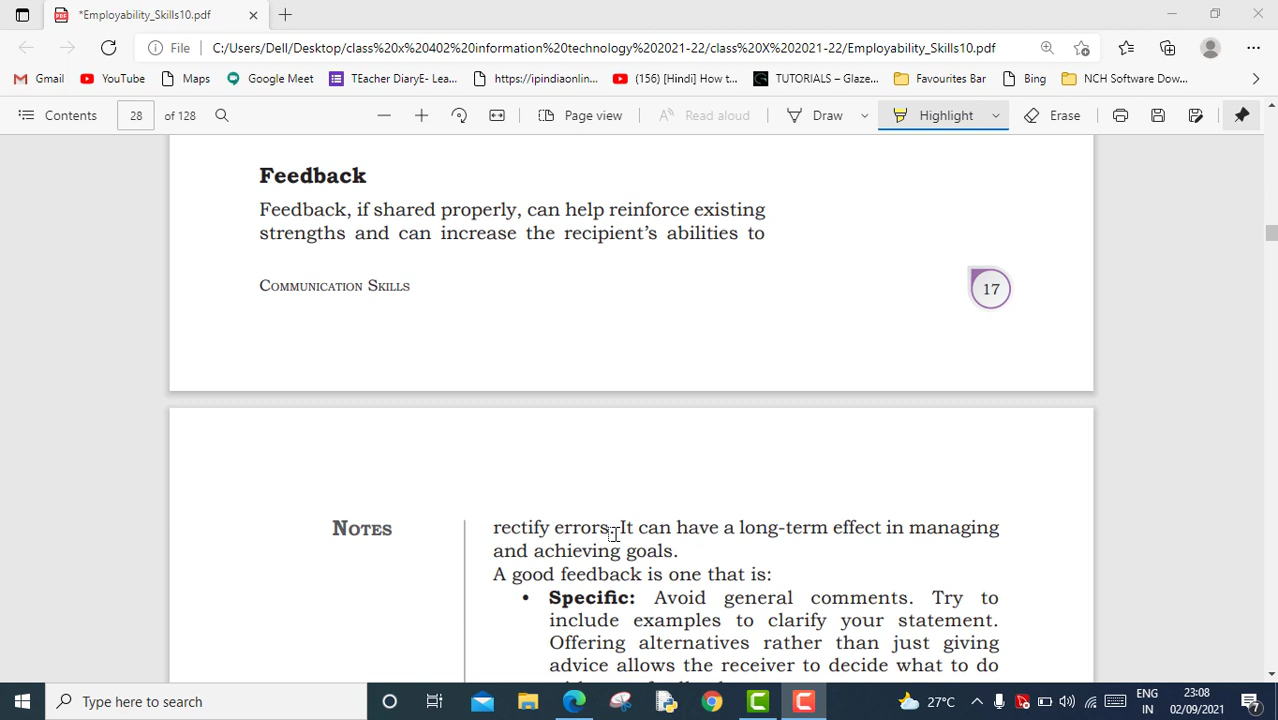 *Employability_Skills10.pdf
File C:/Users/Dell/Desktop/class%20x%20402%20information%20technology%202021-22/class%20X%202021-22/Employability_Skills10.pdf
Gmail YouTube Maps Google Meet TEacher DiaryE- Lea... https://ipindiaonlin... (156) [Hindi] How t... TUTORIALS – Glaze... Favourites Bar Bing NCH Software Dow...
Contents 28 of 128 Page view Read aloud Draw Highlight Erase
Feedback
Feedback, if shared properly, can help reinforce existing
strengths and can increase the recipient's abilities to
Communication Skills 17
Notes
rectify errors. It can have a long-term effect in managing
and achieving goals.
A good feedback is one that is:
• Specific: Avoid general comments. Try to
include examples to clarify your statement.
Offering alternatives rather than just giving
advice allows the receiver to decide what to do
Type here to search 27°C ENG IN 23:08 02/09/2021